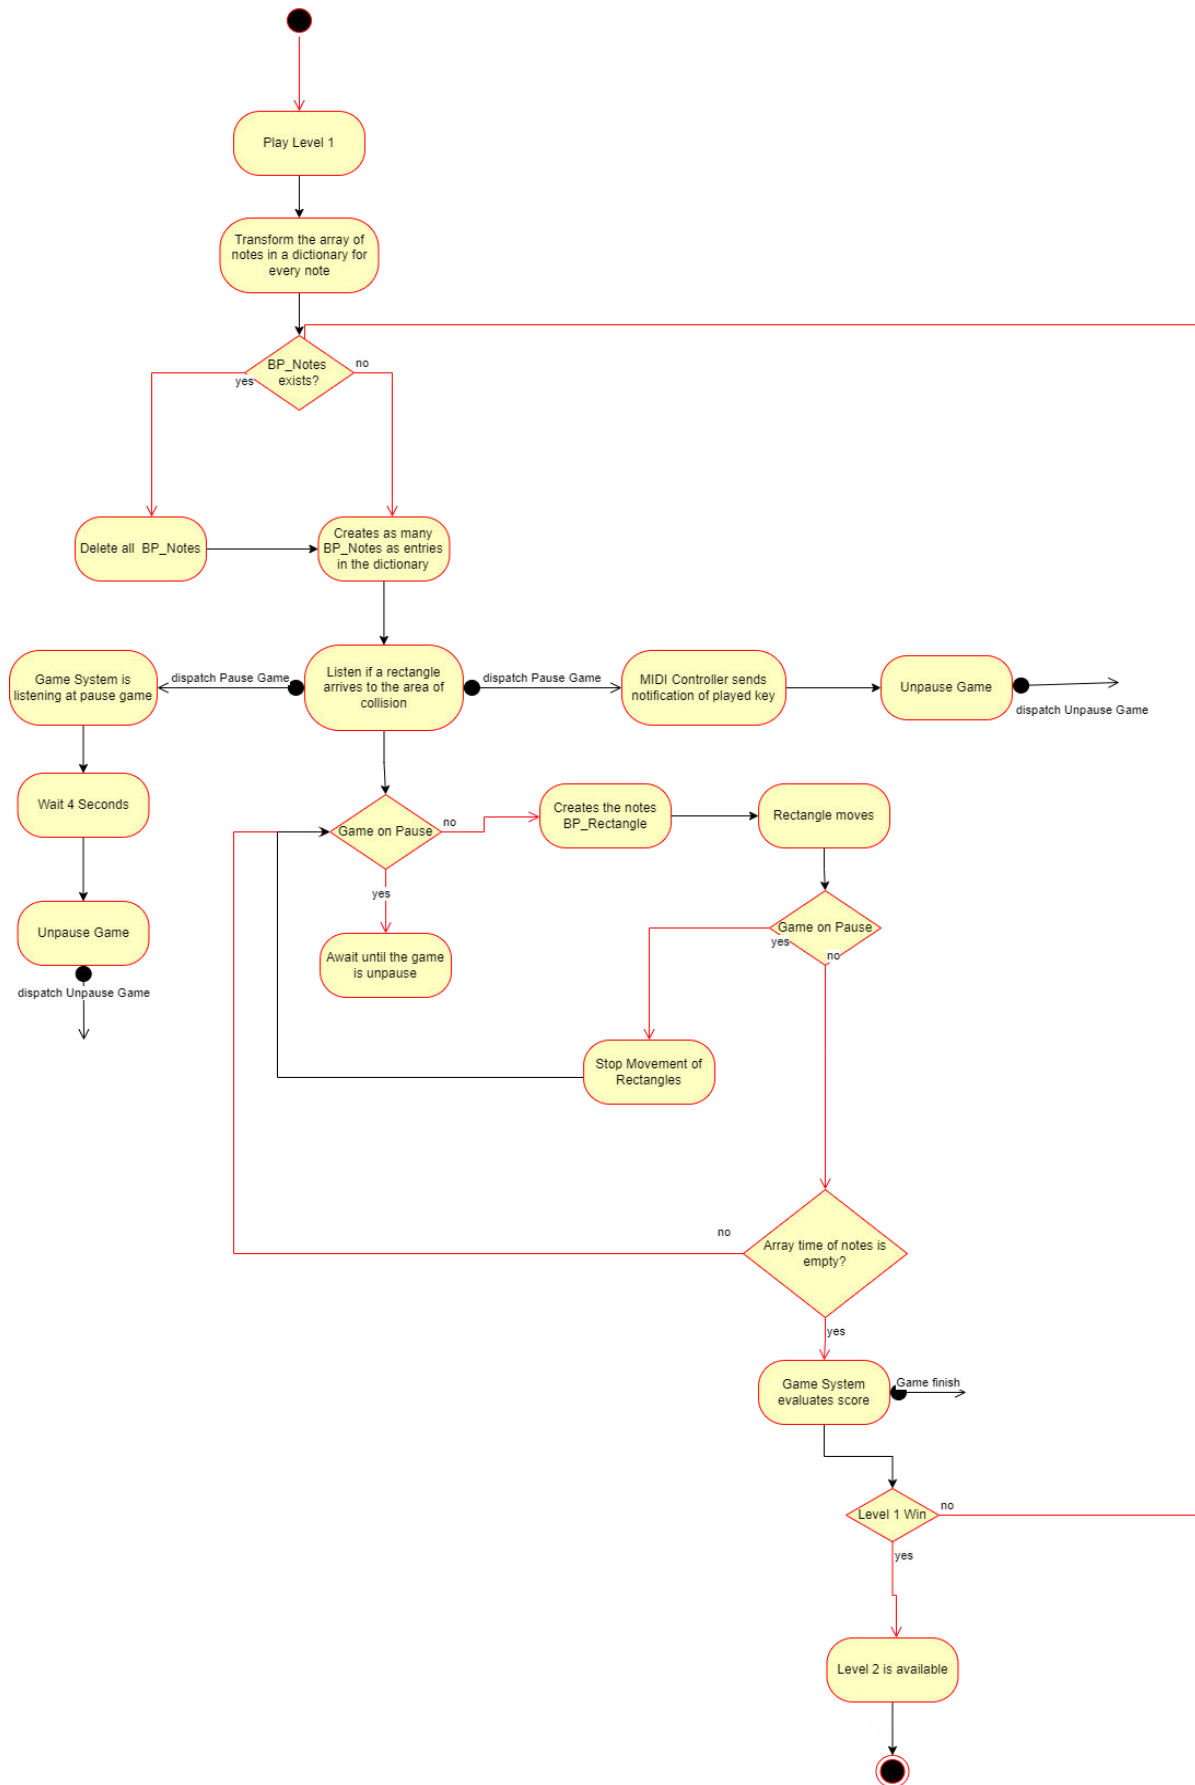 Play Level 1
Transform the array of
notes in a dictionary for
every note
BP_Notes
exists?
yes
no
Delete all BP_Notes
Creates as many
BP_Notes as entries
in the dictionary
Game System is
listening at pause game
dispatch Pause Game
Listen if a rectangle
arrives to the area of
collision
dispatch Pause Game
MIDI Controller sends
notification of played key
Unpause Game
dispatch Unpause Game
Wait 4 Seconds
Game on Pause
no
Creates the notes
BP_Rectangle
Rectangle moves
yes
Unpause Game
dispatch Unpause Game
Await until the game
is unpause
Game on Pause
yes
no
Stop Movement of
Rectangles
no
Array time of notes is
empty?
yes
Game System
evaluates score
Game finish
Level 1 Win
no
yes
Level 2 is available